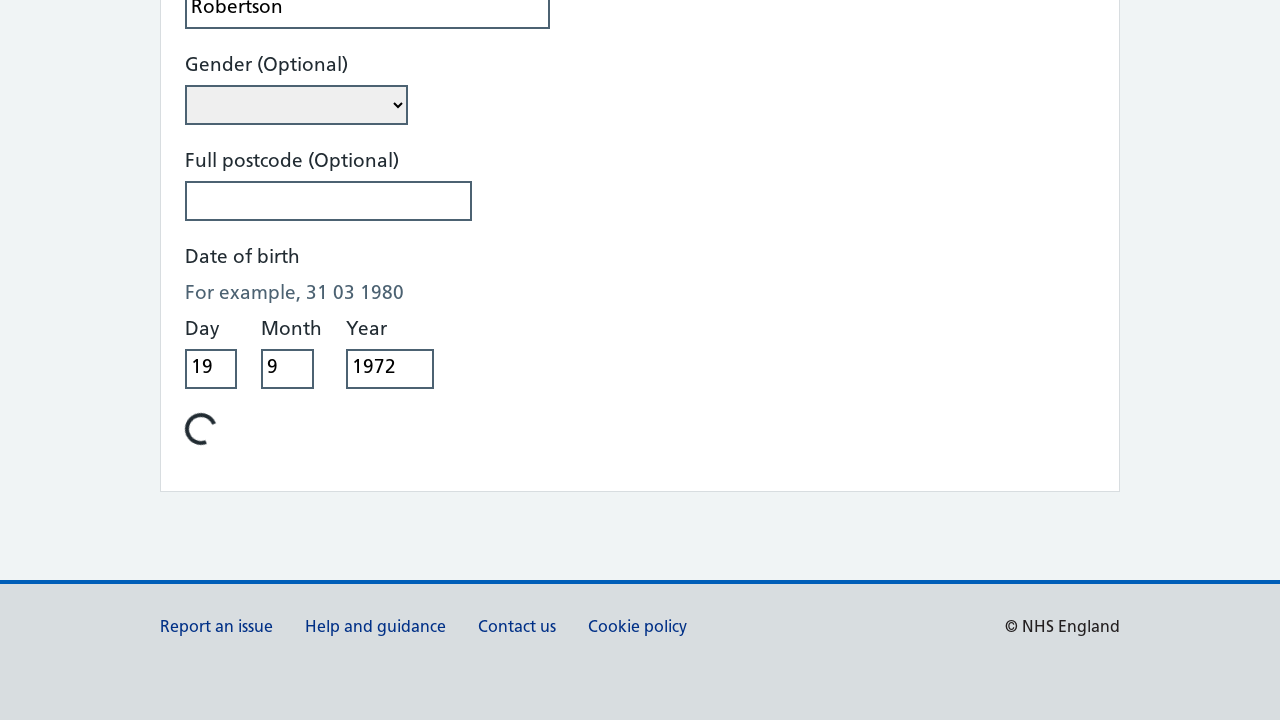 Robertson
Gender (Optional)
Full postcode (Optional)
Date of birth
For example, 31 03 1980
Day Month Year
19 9 1972
Report an issue Help and guidance Contact us Cookie policy © NHS England